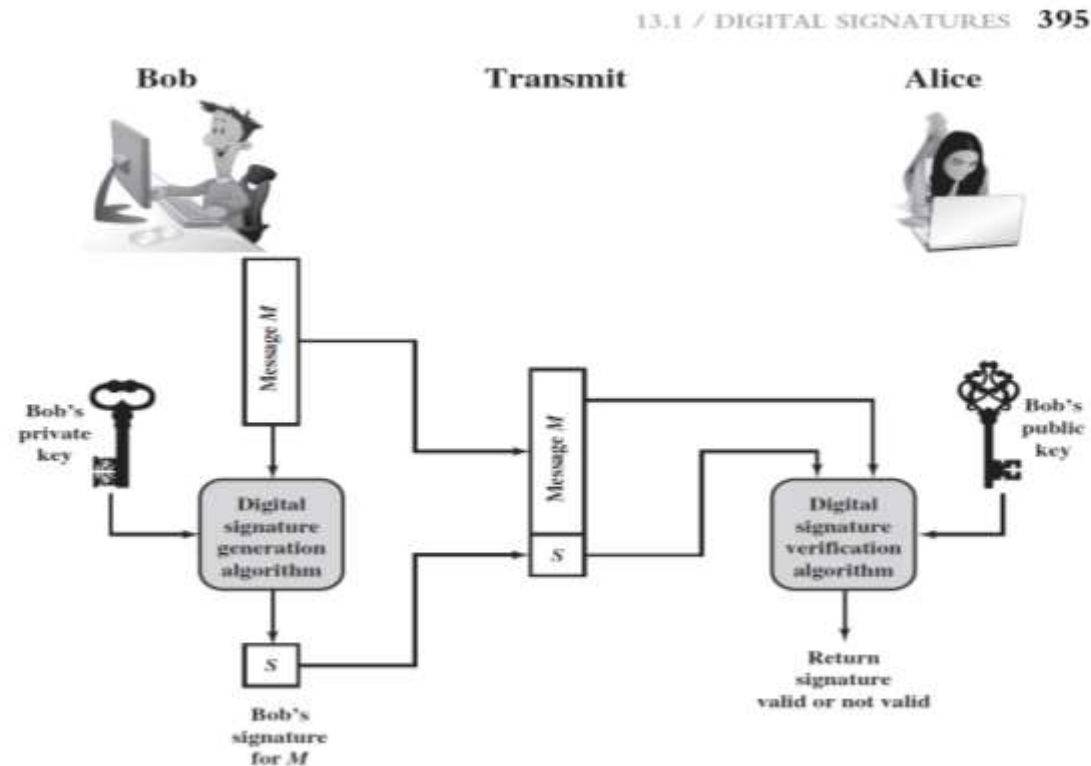 13.1 / DIGITAL SIGNATURES 395
Bob
Transmit
Alice
Message M
Bob's
private
key
Digital
signature
generation
algorithm
S
Bob's
signature
for M
Message M
S
Bob's
public
key
Digital
signature
verification
algorithm
Return
signature
valid or not valid